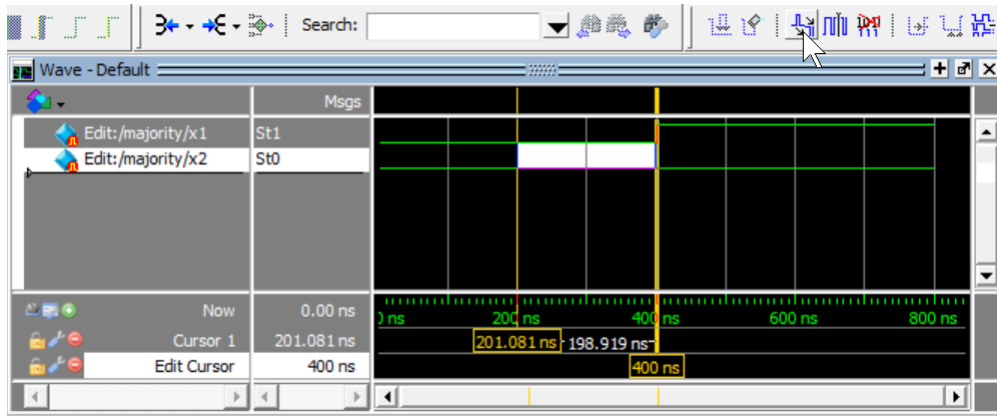 Search:
Wave - Default
Msgs
Edit:/majority/x1 St1
Edit:/majority/x2 St0
Now 0.00 ns
Cursor 1 201.081 ns
Edit Cursor 400 ns
0 ns 200 ns 400 ns 600 ns 800 ns
201.081 ns 198.919 ns
400 ns